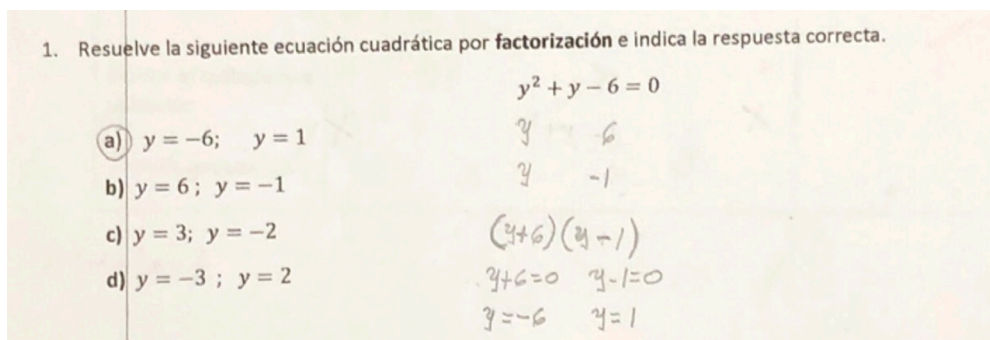 1. Resuelve la siguiente ecuación cuadrática por factorización e indica la respuesta correcta.
y² + y – 6 = 0
a) y = –6; y = 1
b) y = 6 ; y = –1
c) y = 3; y = –2
d) y = –3 ; y = 2
y 6
y -1
(y+6)(y-1)
y+6=0 y-1=0
y=-6 y=1